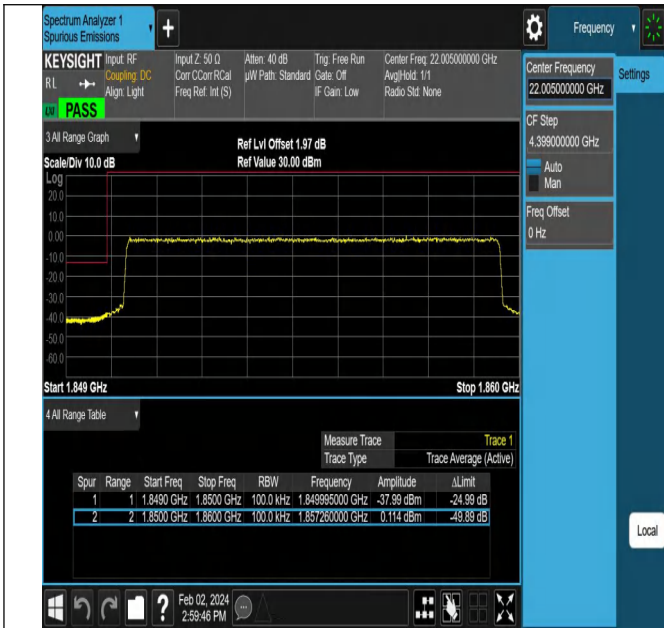 Spectrum Analyzer 1
Spurious Emissions
Frequency
KEYSIGHT
RL
PASS
Input: RF
Coupling: DC
Align: Light
Input Z: 50 Ω
Corr CCorr RCal
Freq Ref: Int (S)
Atten: 40 dB
µW Path: Standard
Trig: Free Run
Gate: Off
IF Gain: Low
Center Freq: 22.005000000 GHz
Avg|Hold: 1/1
Radio Std: None
Center Frequency
22.005000000 GHz
Settings
CF Step
4.399000000 GHz
Auto
Man
Freq Offset
0 Hz
3 All Range Graph
Scale/Div 10.0 dB
Ref Lvl Offset 1.97 dB
Ref Value 30.00 dBm
Log
20.0
10.0
0.00
-10.0
-20.0
-30.0
-40.0
-50.0
-60.0
Start 1.849 GHz
Stop 1.860 GHz
4 All Range Table
Measure Trace Trace 1
Trace Type Trace Average (Active)
Spur Range Start Freq Stop Freq RBW Frequency Amplitude ΔLimit
1 1 1.8490 GHz 1.8500 GHz 100.0 kHz 1.849995000 GHz -37.99 dBm -24.99 dB
2 2 1.8500 GHz 1.8600 GHz 100.0 kHz 1.857260000 GHz 0.114 dBm -49.89 dB
Local
Feb 02, 2024
2:59:46 PM